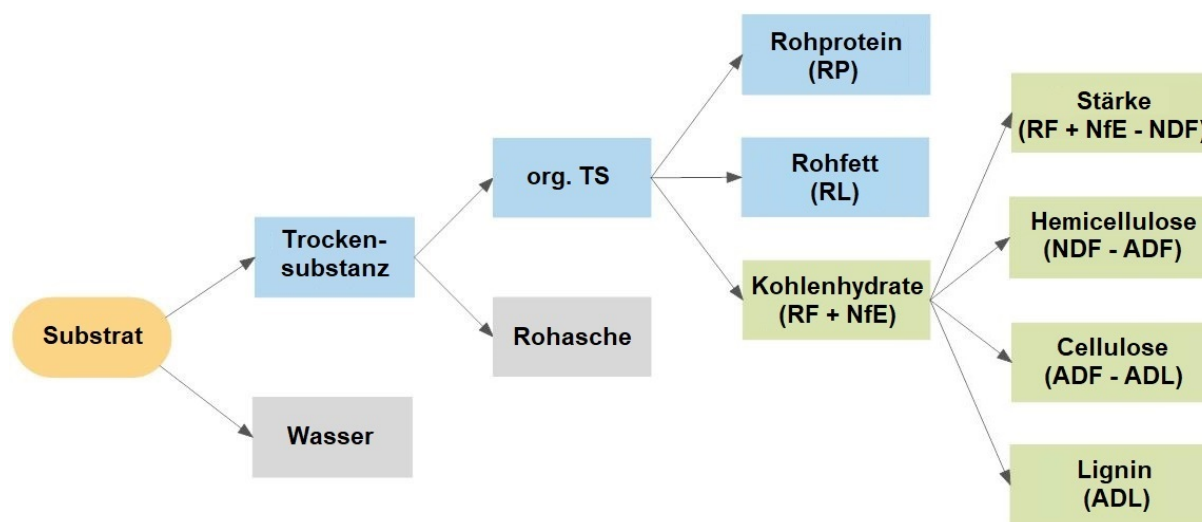 Substrat
Trocken-
substanz
Wasser
org. TS
Rohasche
Rohprotein
(RP)
Rohfett
(RL)
Kohlenhydrate
(RF + NfE)
Stärke
(RF + NfE - NDF)
Hemicellulose
(NDF - ADF)
Cellulose
(ADF - ADL)
Lignin
(ADL)